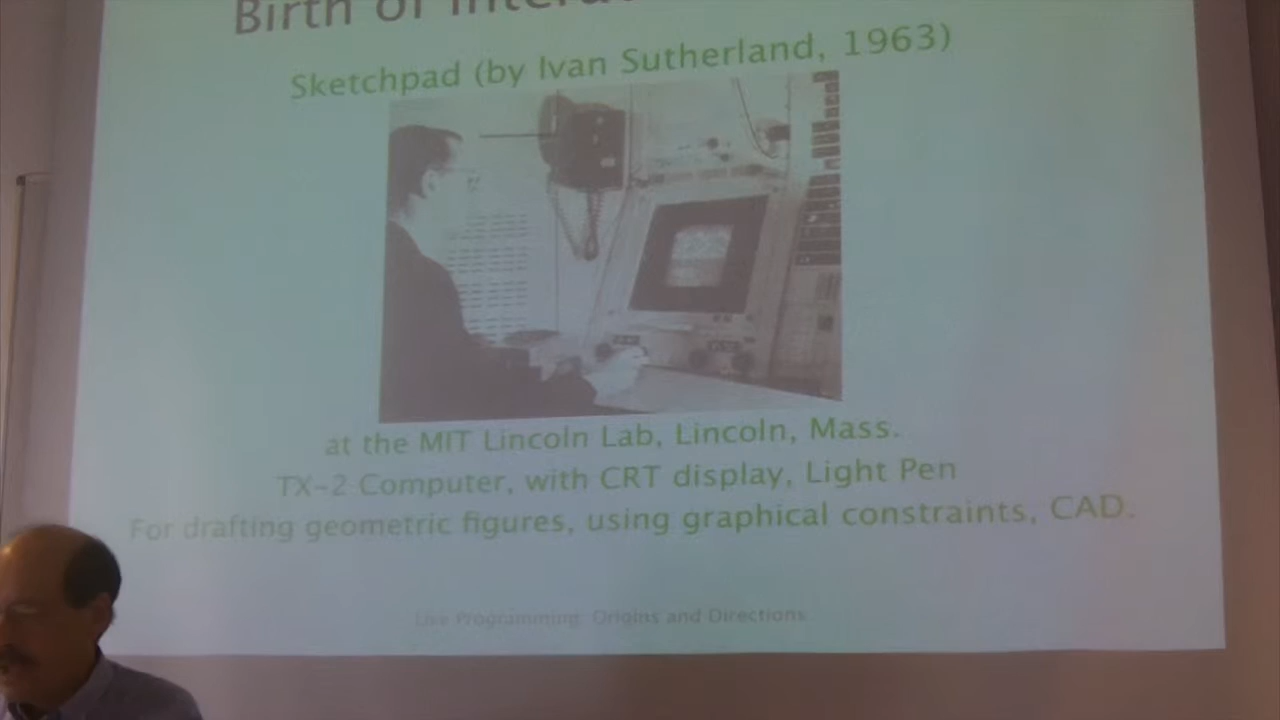 Birth of
Sketchpad (by Ivan Sutherland, 1963)
at the MIT Lincoln Lab, Lincoln, Mass.
TX-2 Computer, with CRT display, Light Pen
For drafting geometric figures, using graphical constraints, CAD.
Live Programming: Origins and Directions